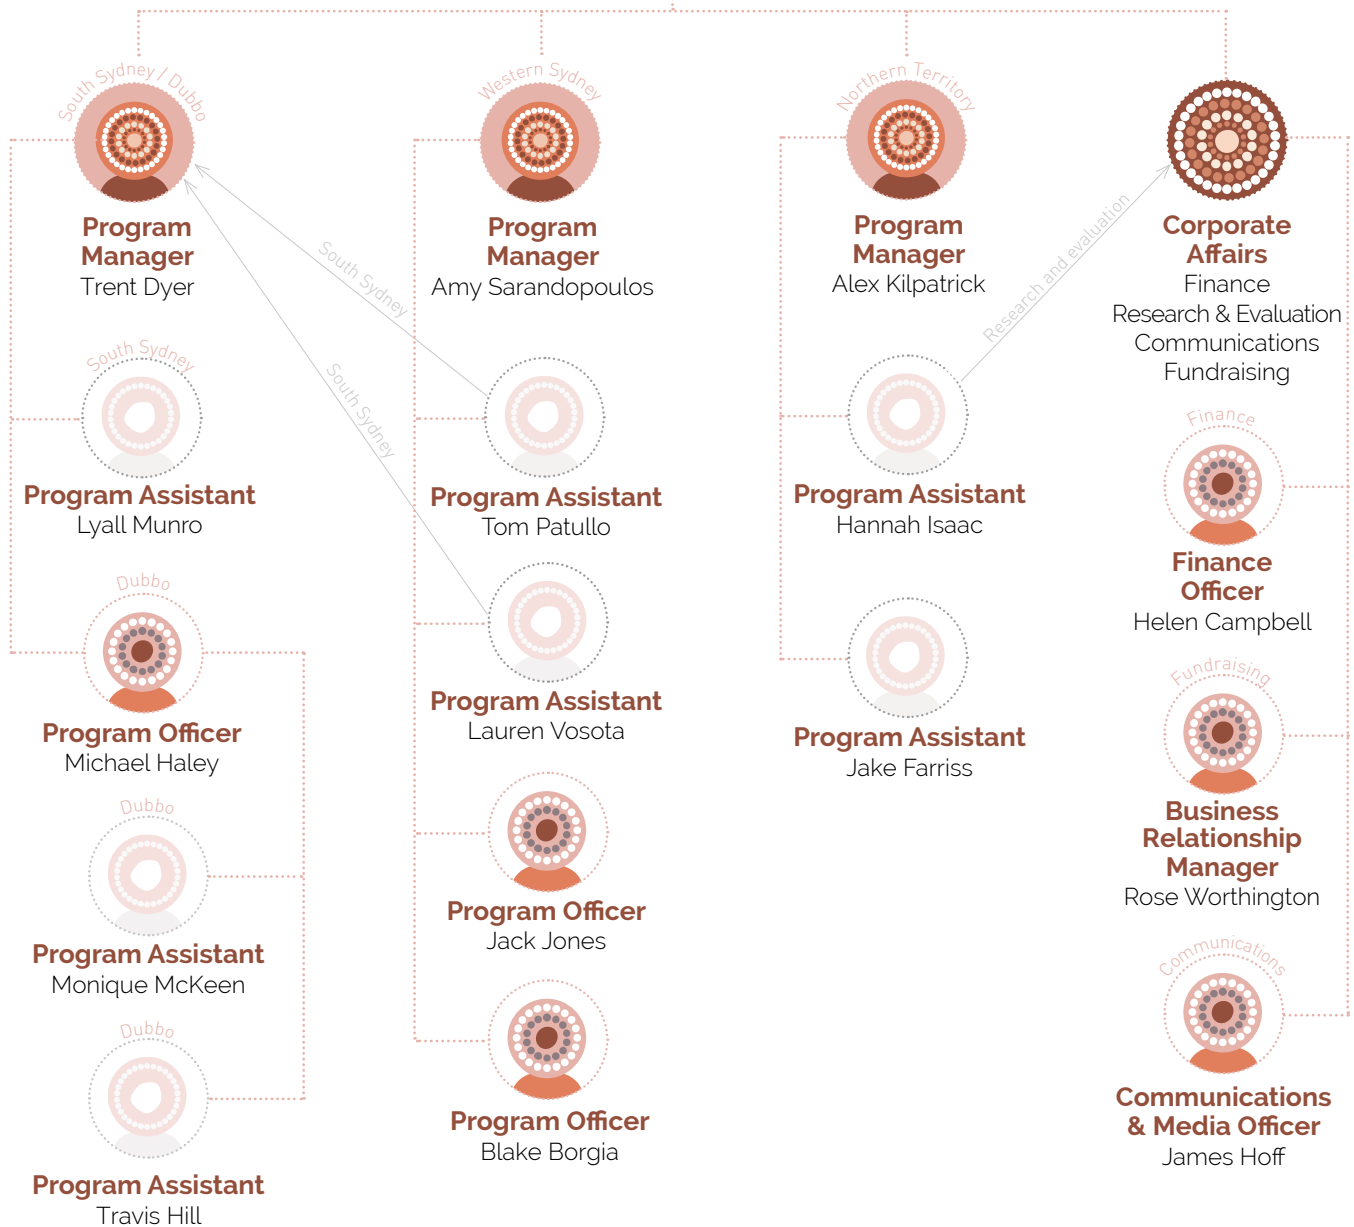 South Sydney / Dubbo
Program
Manager
Trent Dyer
South Sydney
Program Assistant
Lyall Munro
Dubbo
Program Officer
Michael Haley
Dubbo
Program Assistant
Monique McKeen
Dubbo
Program Assistant
Travis Hill
Western Sydney
Program
Manager
Amy Sarandopoulos
South Sydney
Program Assistant
Tom Patullo
South Sydney
Program Assistant
Lauren Vosota
Program Officer
Jack Jones
Program Officer
Blake Borgia
Northern Territory
Program
Manager
Alex Kilpatrick
Research and evaluation
Program Assistant
Hannah Isaac
Program Assistant
Jake Farriss
Corporate
Affairs
Finance
Research & Evaluation
Communications
Fundraising
Finance
Finance
Officer
Helen Campbell
Fundraising
Business
Relationship
Manager
Rose Worthington
Communications
Communications
& Media Officer
James Hoff